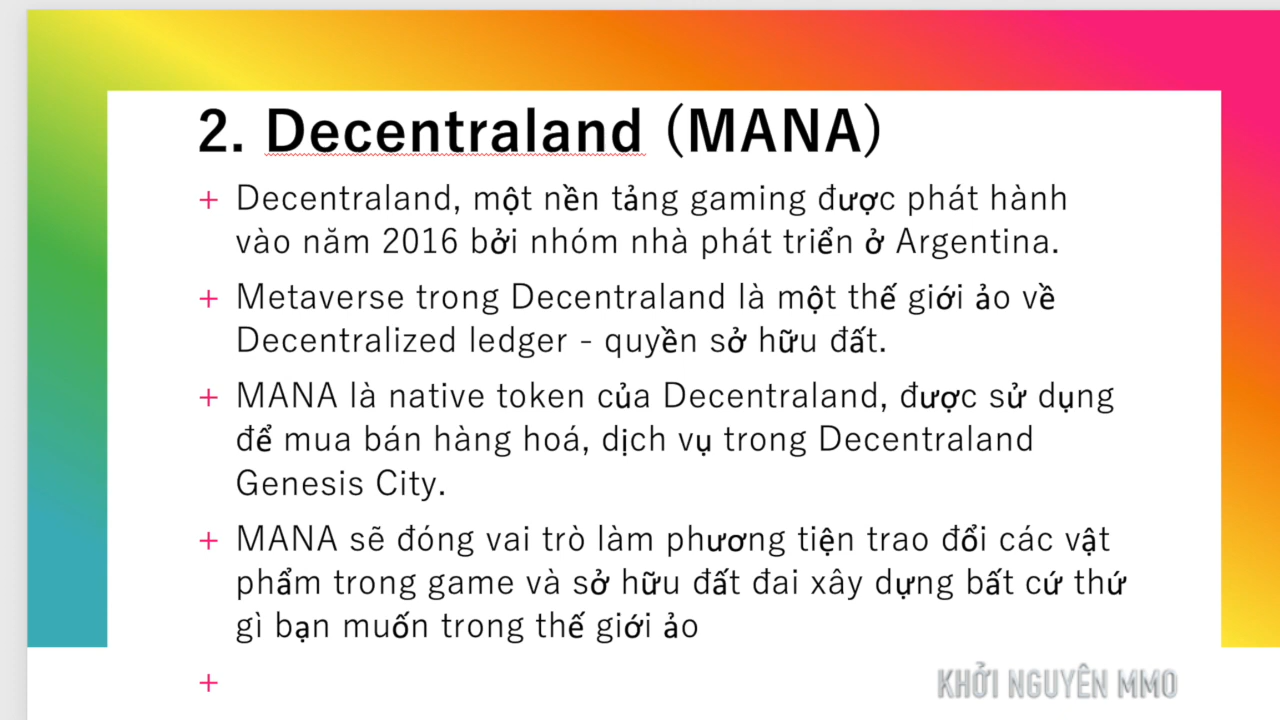 2. Decentraland (MANA)
+ Decentraland, một nền tảng gaming được phát hành
vào năm 2016 bởi nhóm nhà phát triển ở Argentina.
+ Metaverse trong Decentraland là một thế giới ảo về
Decentralized ledger - quyền sở hữu đất.
+ MANA là native token của Decentraland, được sử dụng
để mua bán hàng hoá, dịch vụ trong Decentraland
Genesis City.
+ MANA sẽ đóng vai trò làm phương tiện trao đổi các vật
phẩm trong game và sở hữu đất đai xây dựng bất cứ thứ
gì bạn muốn trong thế giới ảo
+
KHỞI NGUYÊN MMO